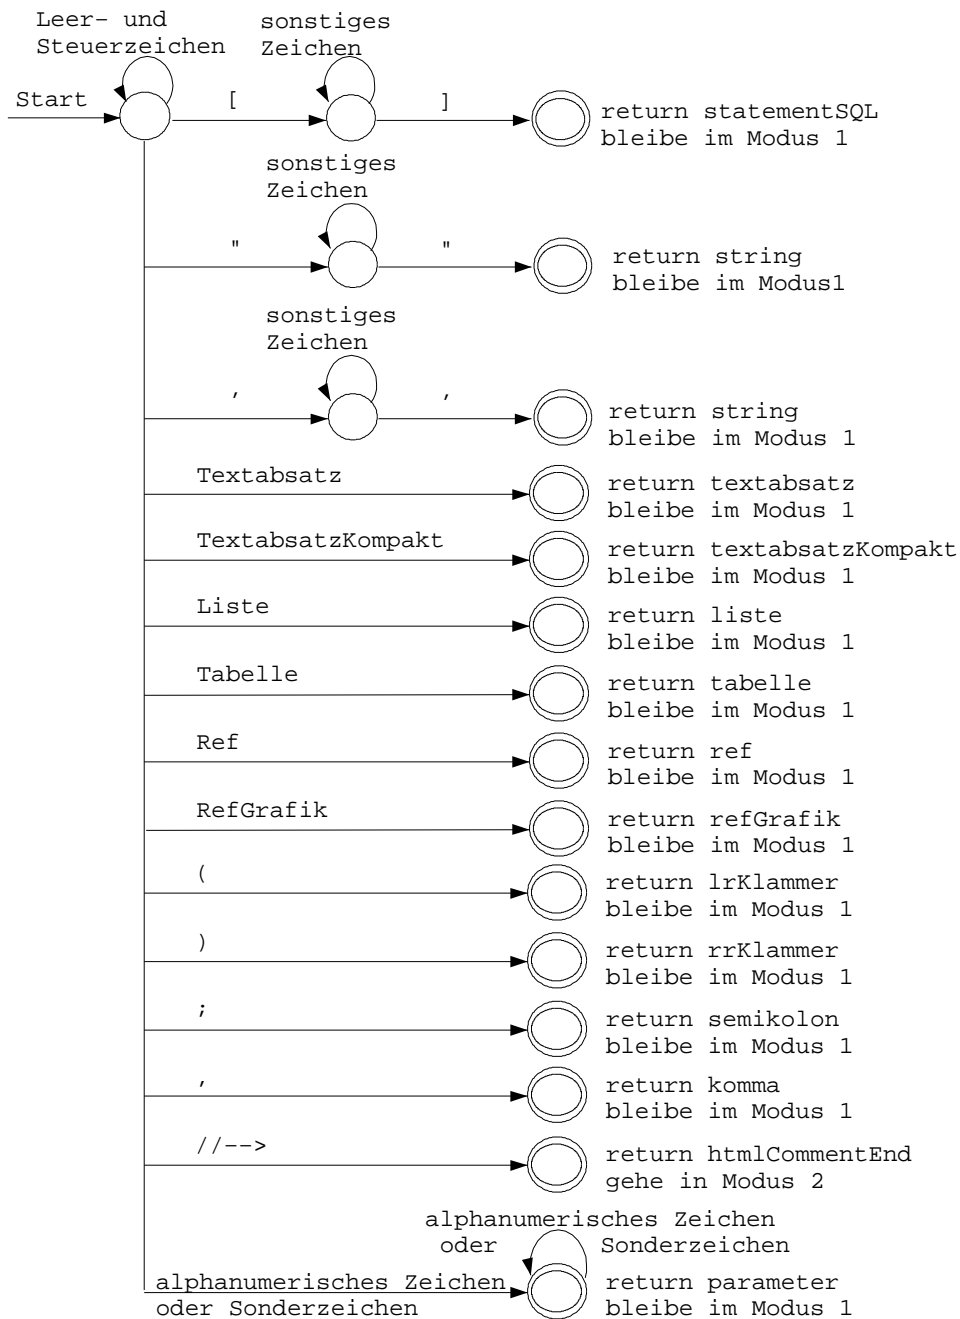 Leer- und
Steuerzeichen
sonstiges
Zeichen
Start
[
]
return statementSQL
bleibe im Modus 1
sonstiges
Zeichen
"
"
return string
bleibe im Modus1
sonstiges
Zeichen
,
,
return string
bleibe im Modus 1
Textabsatz
return textabsatz
bleibe im Modus 1
TextabsatzKompakt
return textabsatzKompakt
bleibe im Modus 1
Liste
return liste
bleibe im Modus 1
Tabelle
return tabelle
bleibe im Modus 1
Ref
return ref
bleibe im Modus 1
RefGrafik
return refGrafik
bleibe im Modus 1
(
return lrKlammer
bleibe im Modus 1
)
return rrKlammer
bleibe im Modus 1
;
return semikolon
bleibe im Modus 1
,
return komma
bleibe im Modus 1
//-->
return htmlCommentEnd
gehe in Modus 2
alphanumerisches Zeichen
oder Sonderzeichen
alphanumerisches Zeichen
oder Sonderzeichen
return parameter
bleibe im Modus 1